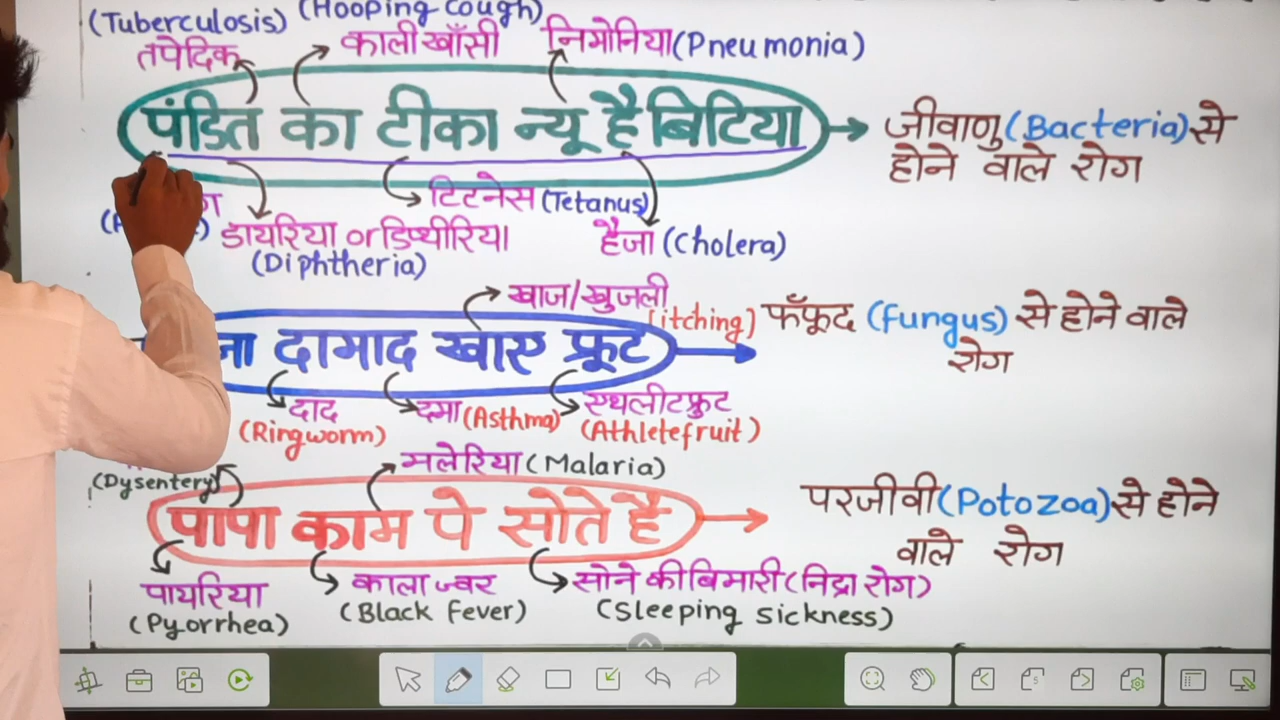 (Tuberculosis) (Hooping Cough)
तपेदिक काली खाँसी निमोनिया (Pneumonia)
पंडित का टीका न्यू है बिटिया
जीवाणु (Bacteria) से
होने वाले रोग
टिटनेस (Tetanus)
डायरिया or डिप्थीरिया हैजा (Cholera)
(Diphtheria)
खाज/खुजली
(itching)
फँफूद (Fungus) से होने वाले
रोग
दामाद खाए फ्रूट
दाद दमा (Asthma) एथलीटफ्रुट
(Ringworm) (Athletefruit)
मलेरिया (Malaria)
(Dysentery)
पापा काम पे सोते है
परजीवी (Potozoa) से होने
वाले रोग
पायरिया काला ज्वर सोने की बिमारी (निद्रा रोग)
(Pyorrhea) (Black Fever) (Sleeping Sickness)
5